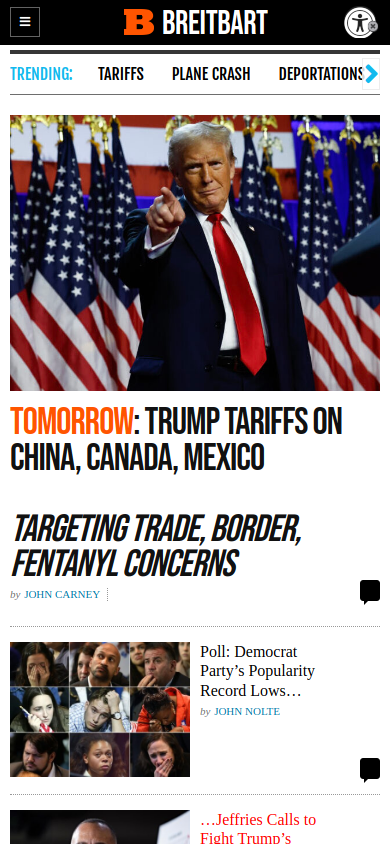 B BREITBART
TRENDING:
TARIFFS
PLANE CRASH
DEPORTATIONS
TOMORROW: TRUMP TARIFFS ON
CHINA, CANADA, MEXICO
TARGETING TRADE, BORDER,
FENTANYL CONCERNS
by JOHN CARNEY
Poll: Democrat
Party’s Popularity
Record Lows…
by JOHN NOLTE
…Jeffries Calls to
Fight Trump’s